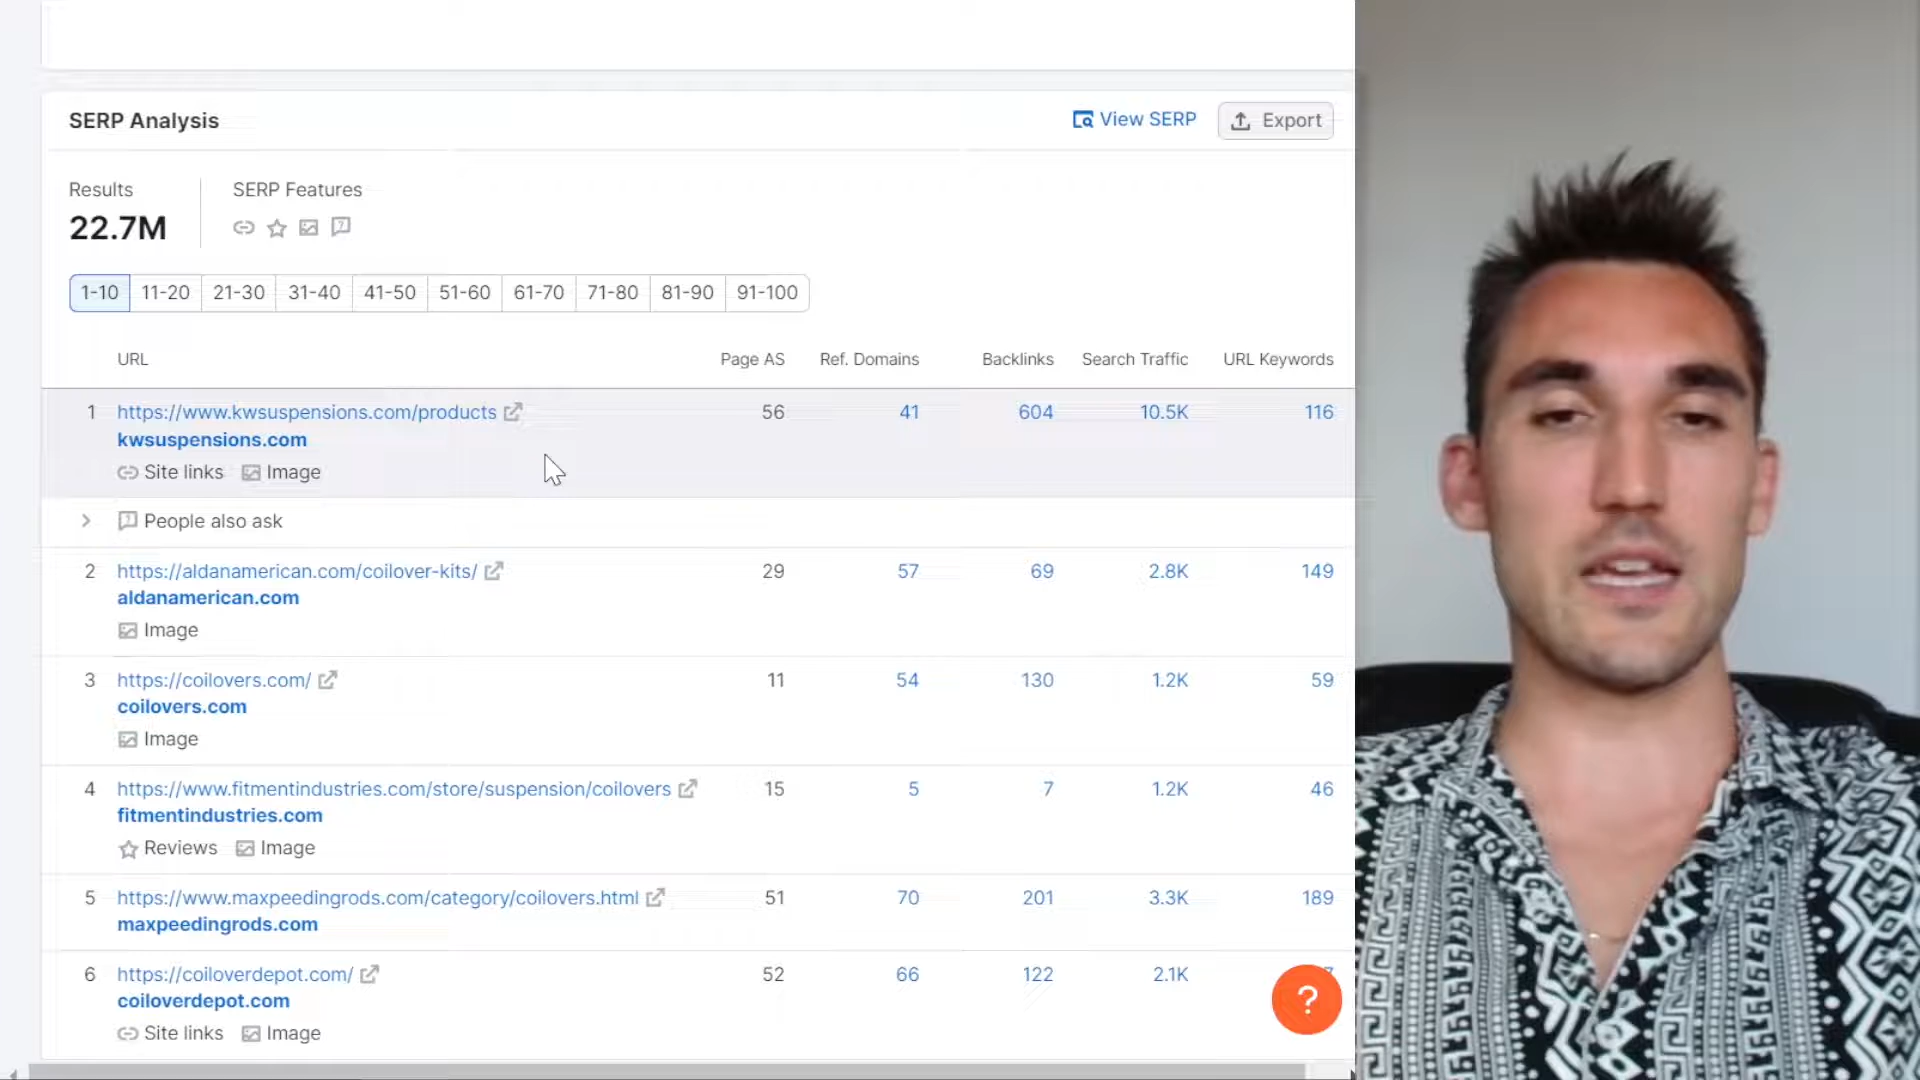 SERP Analysis
View SERP
Export
Results
SERP Features
22.7M
1-10 11-20 21-30 31-40 41-50 51-60 61-70 71-80 81-90 91-100
URL Page AS Ref. Domains Backlinks Search Traffic URL Keywords
1 https://www.kwsuspensions.com/products 56 41 604 10.5K 116
kwsuspensions.com
Site links Image
People also ask
2 https://aldanamerican.com/coilover-kits/ 29 57 69 2.8K 149
aldanamerican.com
Image
3 https://coilovers.com/ 11 54 130 1.2K 59
coilovers.com
Image
4 https://www.fitmentindustries.com/store/suspension/coilovers 15 5 7 1.2K 46
fitmentindustries.com
Reviews Image
5 https://www.maxpeedingrods.com/category/coilovers.html 51 70 201 3.3K 189
maxpeedingrods.com
6 https://coiloverdepot.com/ 52 66 122 2.1K
coiloverdepot.com
?
Site links Image